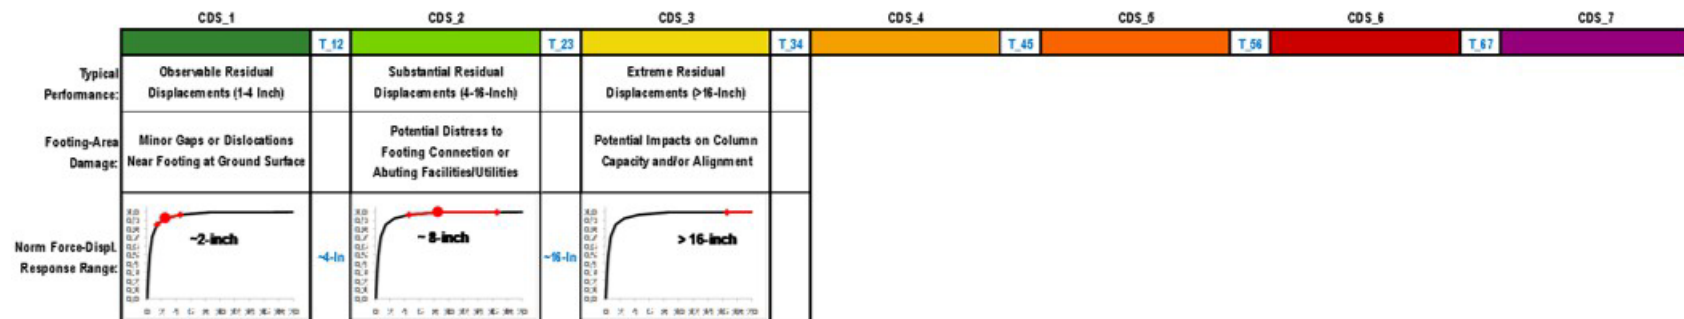 CDS_1 CDS_2 CDS_3 CDS_4 CDS_5 CDS_6 CDS_7
T_12 T_23 T_34 T_45 T_56 T_67
Typical Performance:
Observable Residual
Displacements (1-4 Inch)
Substantial Residual
Displacements (4-16-Inch)
Extreme Residual
Displacements (>16-Inch)
Footing-Area
Damage:
Minor Gaps or Dislocations
Near Footing at Ground Surface
Potential Distress to
Footing Connection or
Abuting Facilities/Utilities
Potential Impacts on Column
Capacity and/or Alignment
Norm Force-Displ.
Response Range:
~2-inch
~4-In
~ 8-inch
~16-In
> 16-inch